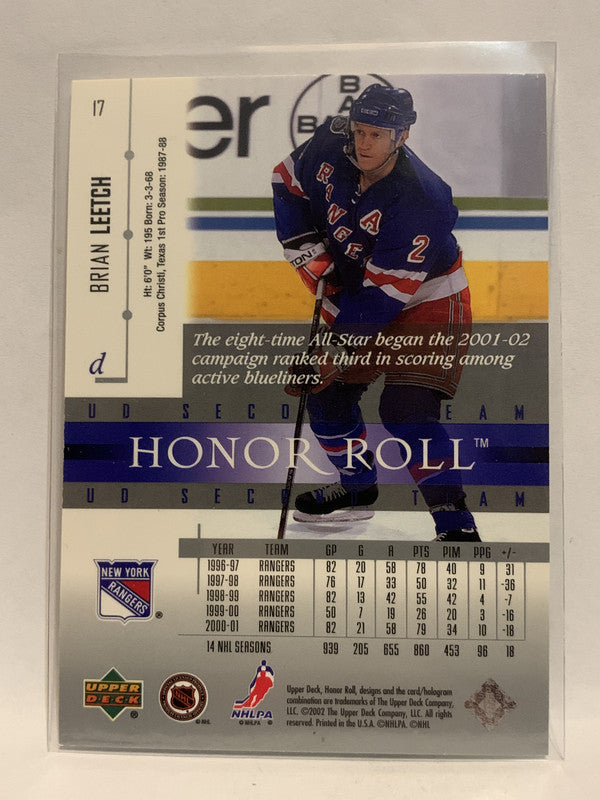 17
BRIAN LEETCH
Ht: 6'0" Wt: 195 Born: 3-3-68
Corpus Christi, Texas 1st Pro Season: 1987-88
d
er
BA
RANGERS
A
2
The eight-time All-Star began the 2001-02
campaign ranked third in scoring among
active blueliners.
UD SECOND TEAM
HONOR ROLL™
UD SECOND TEAM
YEAR TEAM GP G A PTS PIM PPG +/-
1996-97 RANGERS 82 20 58 78 40 9 31
1997-98 RANGERS 76 17 33 50 32 11 -36
1998-99 RANGERS 82 13 42 55 42 4 -7
1999-00 RANGERS 50 7 19 26 20 3 -16
2000-01 RANGERS 82 21 58 79 34 10 -18
14 NHL SEASONS 939 205 655 860 453 96 18
NEW YORK
RANGERS
®
UPPER
DECK
®
NHL
©NHL
NHLPA
©NHLPA
Upper Deck, Honor Roll, designs and the card/hologram
combination are trademarks of The Upper Deck Company,
LLC. ©2002 The Upper Deck Company, LLC. All rights
reserved. Printed in the U.S.A. ©NHLPA. ©NHL